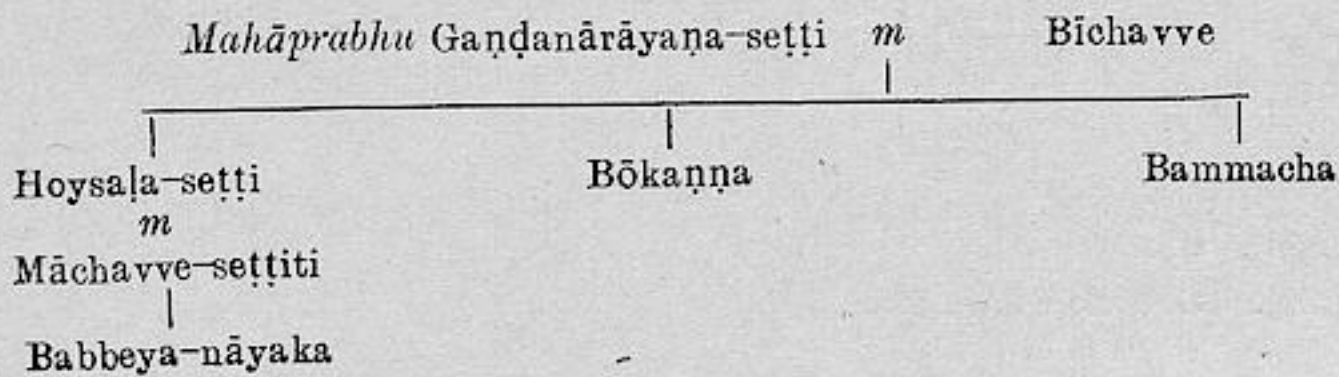 Mahāprabhu Gaṇḍanārāyaṇa-seṭṭi m Bīchavve
Hoysaḷa-seṭṭi Bōkaṇṇa Bammacha
m
Māchavve-seṭṭiti
Babbeya-nāyaka